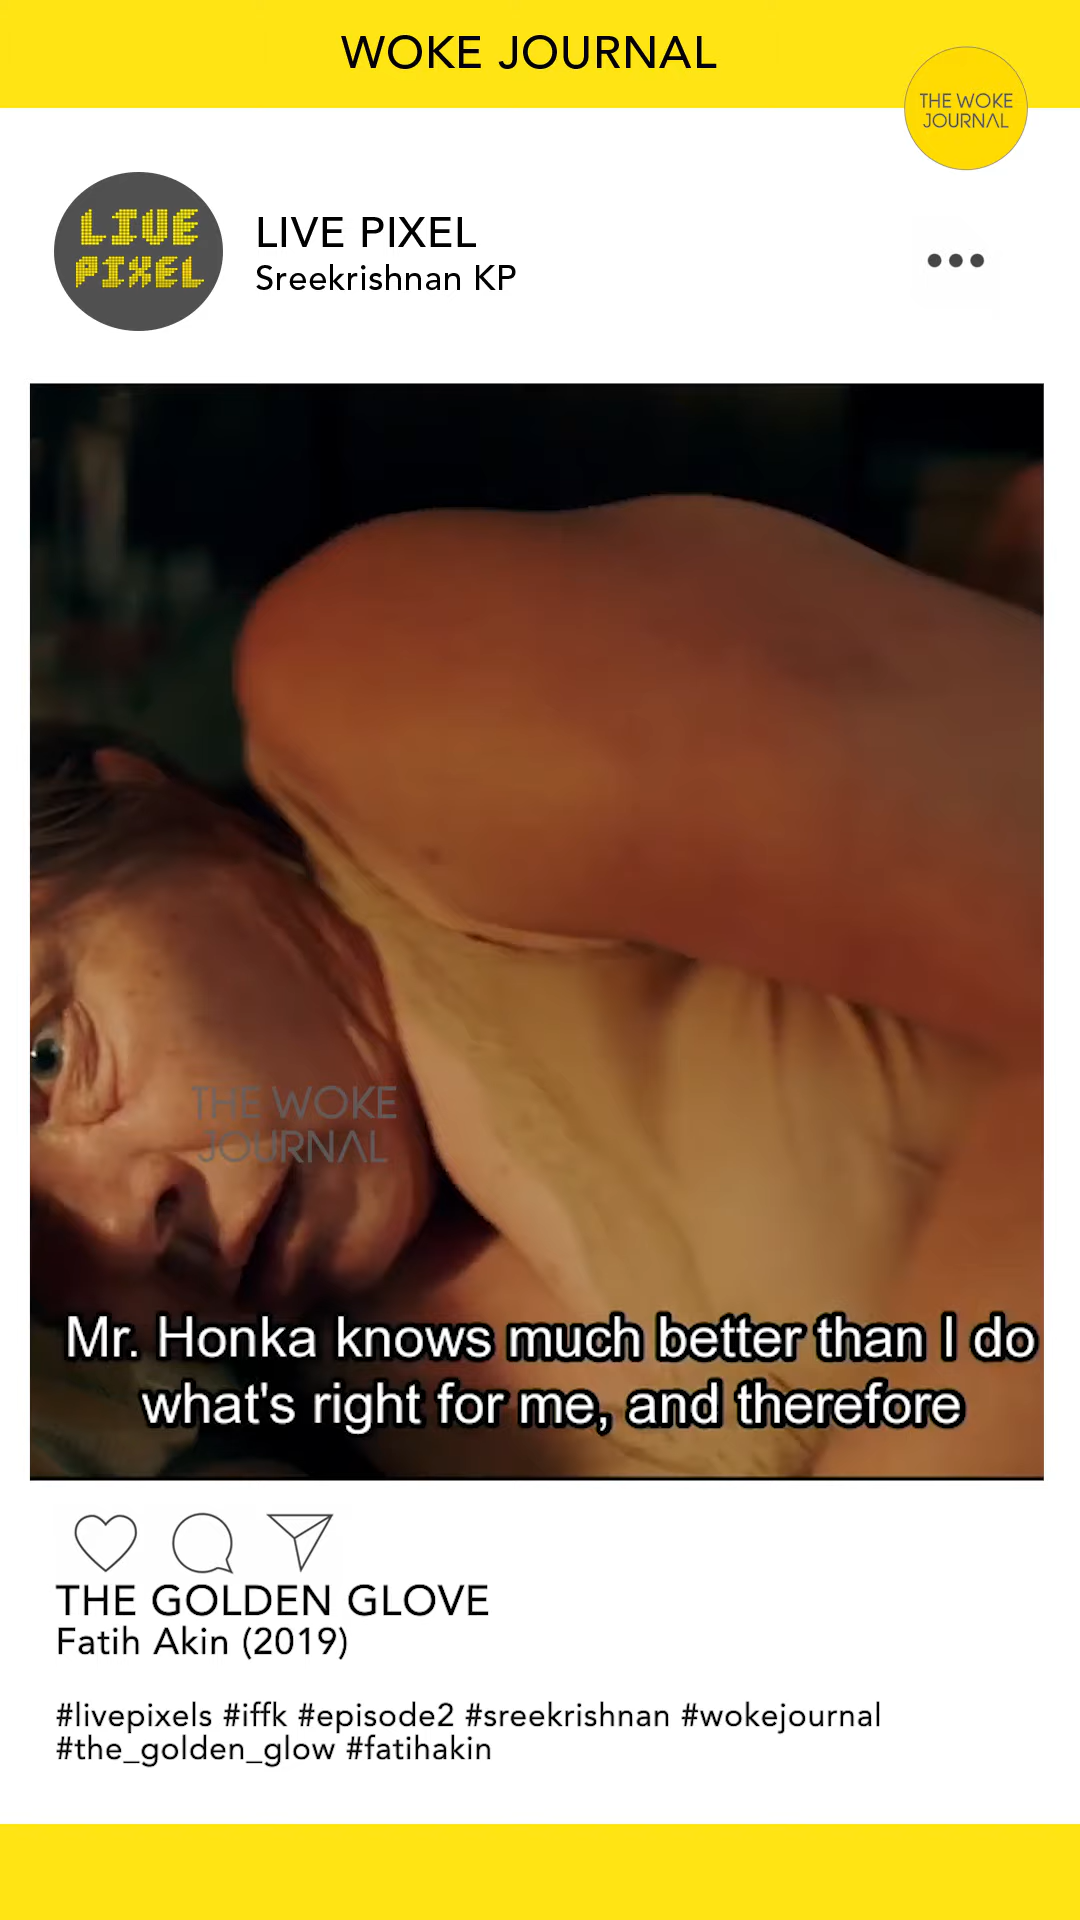 WOKE JOURNAL
THE WOKE
JOURNAL
LIVE
PIXEL
LIVE PIXEL
Sreekrishnan KP
THE WOKE
JOURNAL
Mr. Honka knows much better than I do
what's right for me, and therefore
THE GOLDEN GLOVE
Fatih Akin (2019)
#livepixels #iffk #episode2 #sreekrishnan #wokejournal
#the_golden_glow #fatihakin